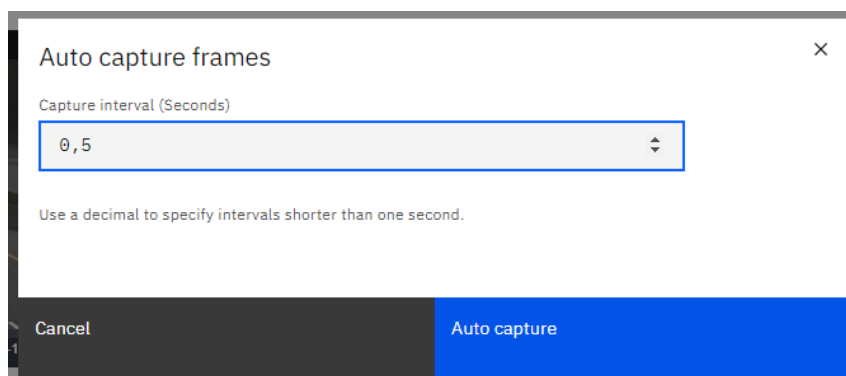 Auto capture frames
Capture interval (Seconds)
0,5
Use a decimal to specify intervals shorter than one second.
Cancel
Auto capture